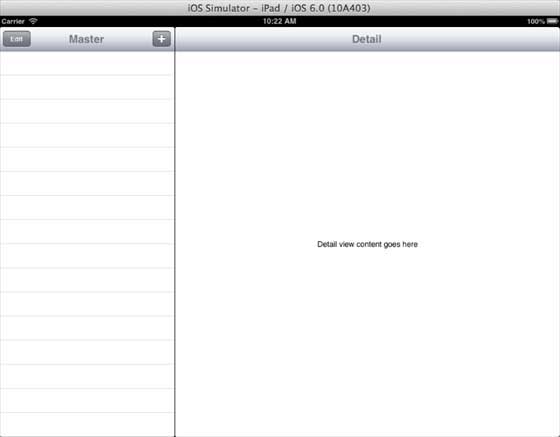 iOS Simulator – iPad / iOS 6.0 (10A403)
Carrier 10:22 AM 100%
Edit Master + Detail
Detail view content goes here